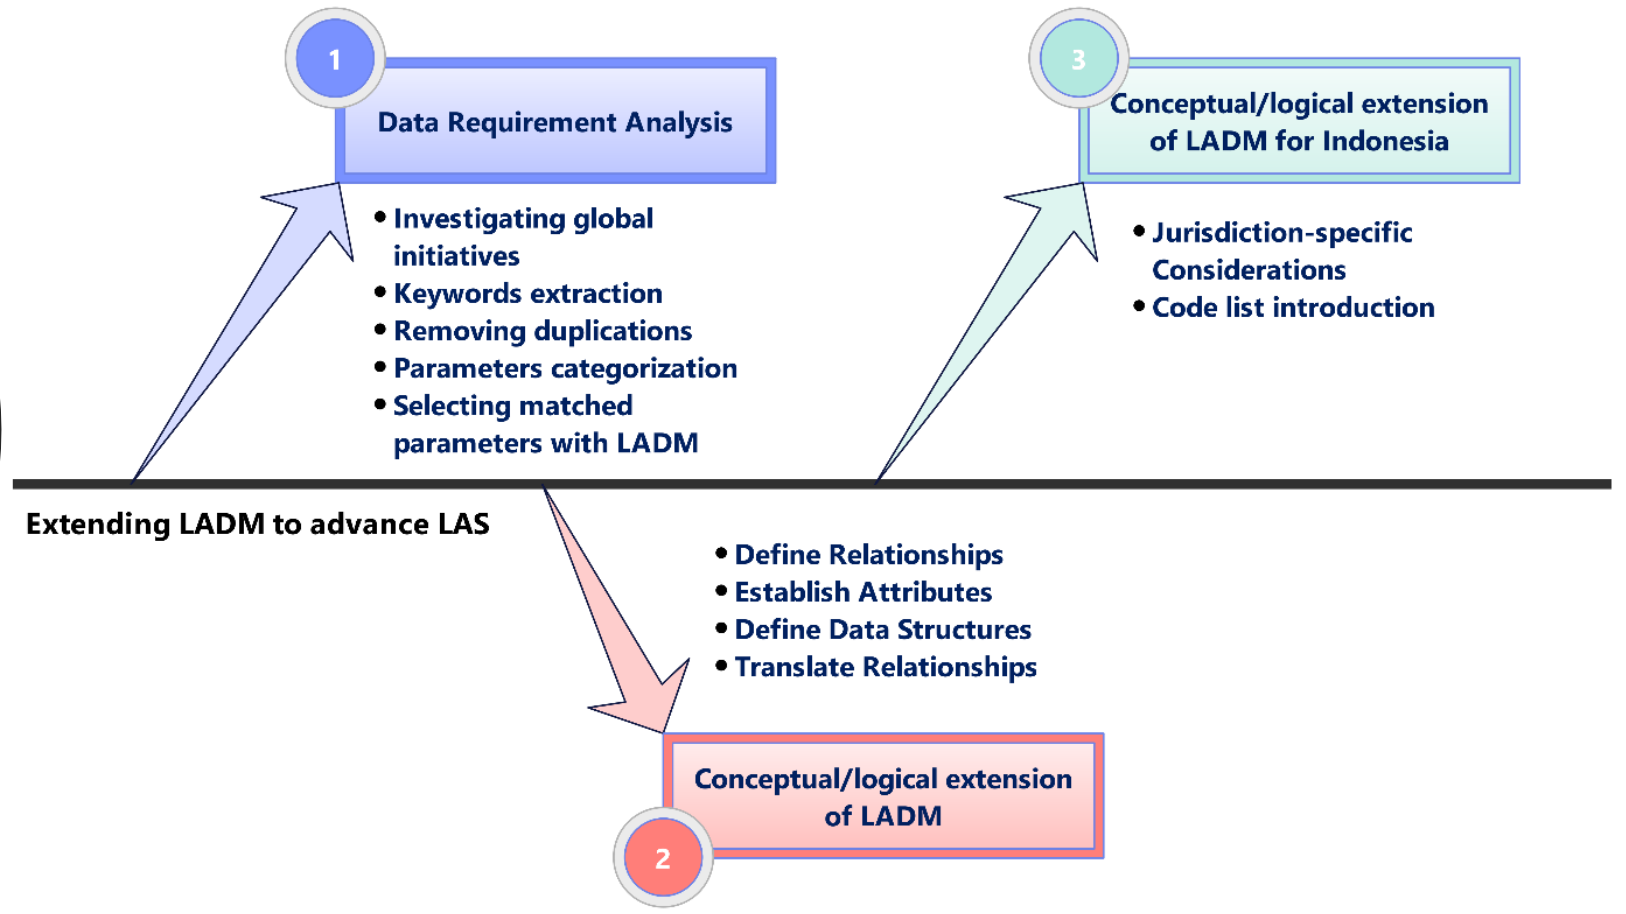 1
Data Requirement Analysis
• Investigating global
initiatives
• Keywords extraction
• Removing duplications
• Parameters categorization
• Selecting matched
parameters with LADM
3
Conceptual/logical extension
of LADM for Indonesia
• Jurisdiction-specific
Considerations
• Code list introduction
Extending LADM to advance LAS
• Define Relationships
• Establish Attributes
• Define Data Structures
• Translate Relationships
Conceptual/logical extension
of LADM
2